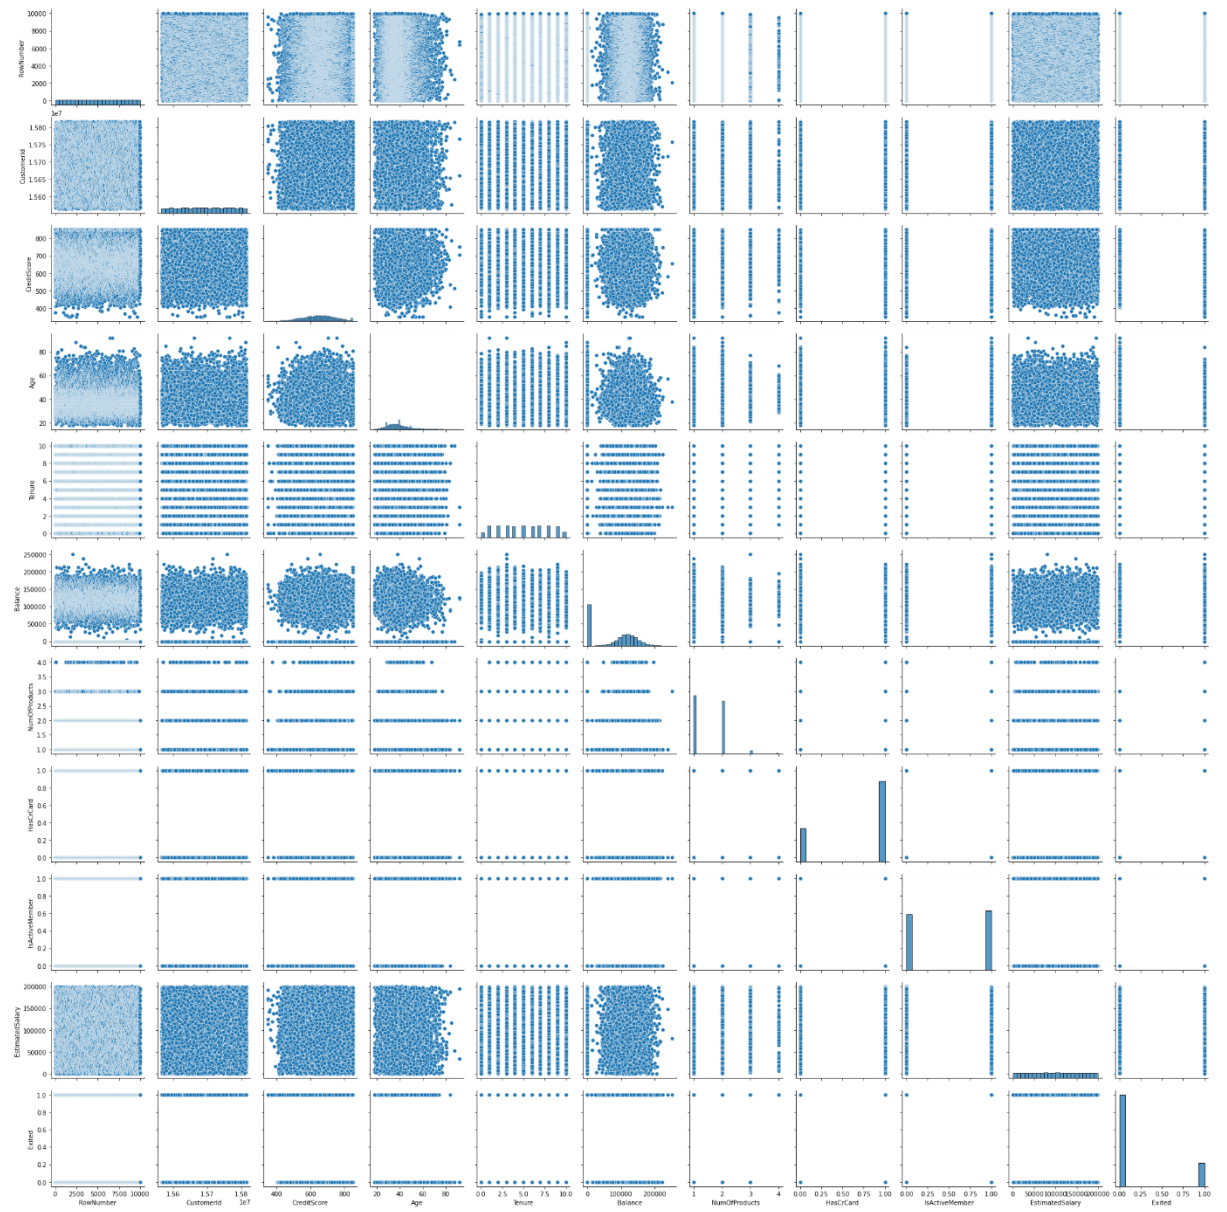 10000
8000
6000
4000
2000
0
RowNumber
1e7
1.580
1.575
1.570
1.565
1.560
CustomerId
800
700
600
500
400
CreditScore
80
60
40
20
Age
10
8
6
4
2
0
Tenure
250000
200000
150000
100000
50000
0
Balance
4.0
3.5
3.0
2.5
2.0
1.5
1.0
NumOfProducts
1.0
0.8
0.6
0.4
0.2
0.0
HasCrCard
1.0
0.8
0.6
0.4
0.2
0.0
IsActiveMember
200000
150000
100000
50000
0
EstimatedSalary
1.0
0.8
0.6
0.4
0.2
0.0
Exited
0 2500 5000 7500 10000
RowNumber
1.56 1.57 1.58
1e7
CustomerId
400 600 800
CreditScore
20 40 60 80
Age
0.0 2.5 5.0 7.5 10.0
Tenure
0 100000 200000
Balance
1 2 3 4
NumOfProducts
0.00 0.25 0.50 0.75 1.00
HasCrCard
0.00 0.25 0.50 0.75 1.00
IsActiveMember
0 50000 100000 150000 200000
EstimatedSalary
0.00 0.25 0.50 0.75 1.00
Exited